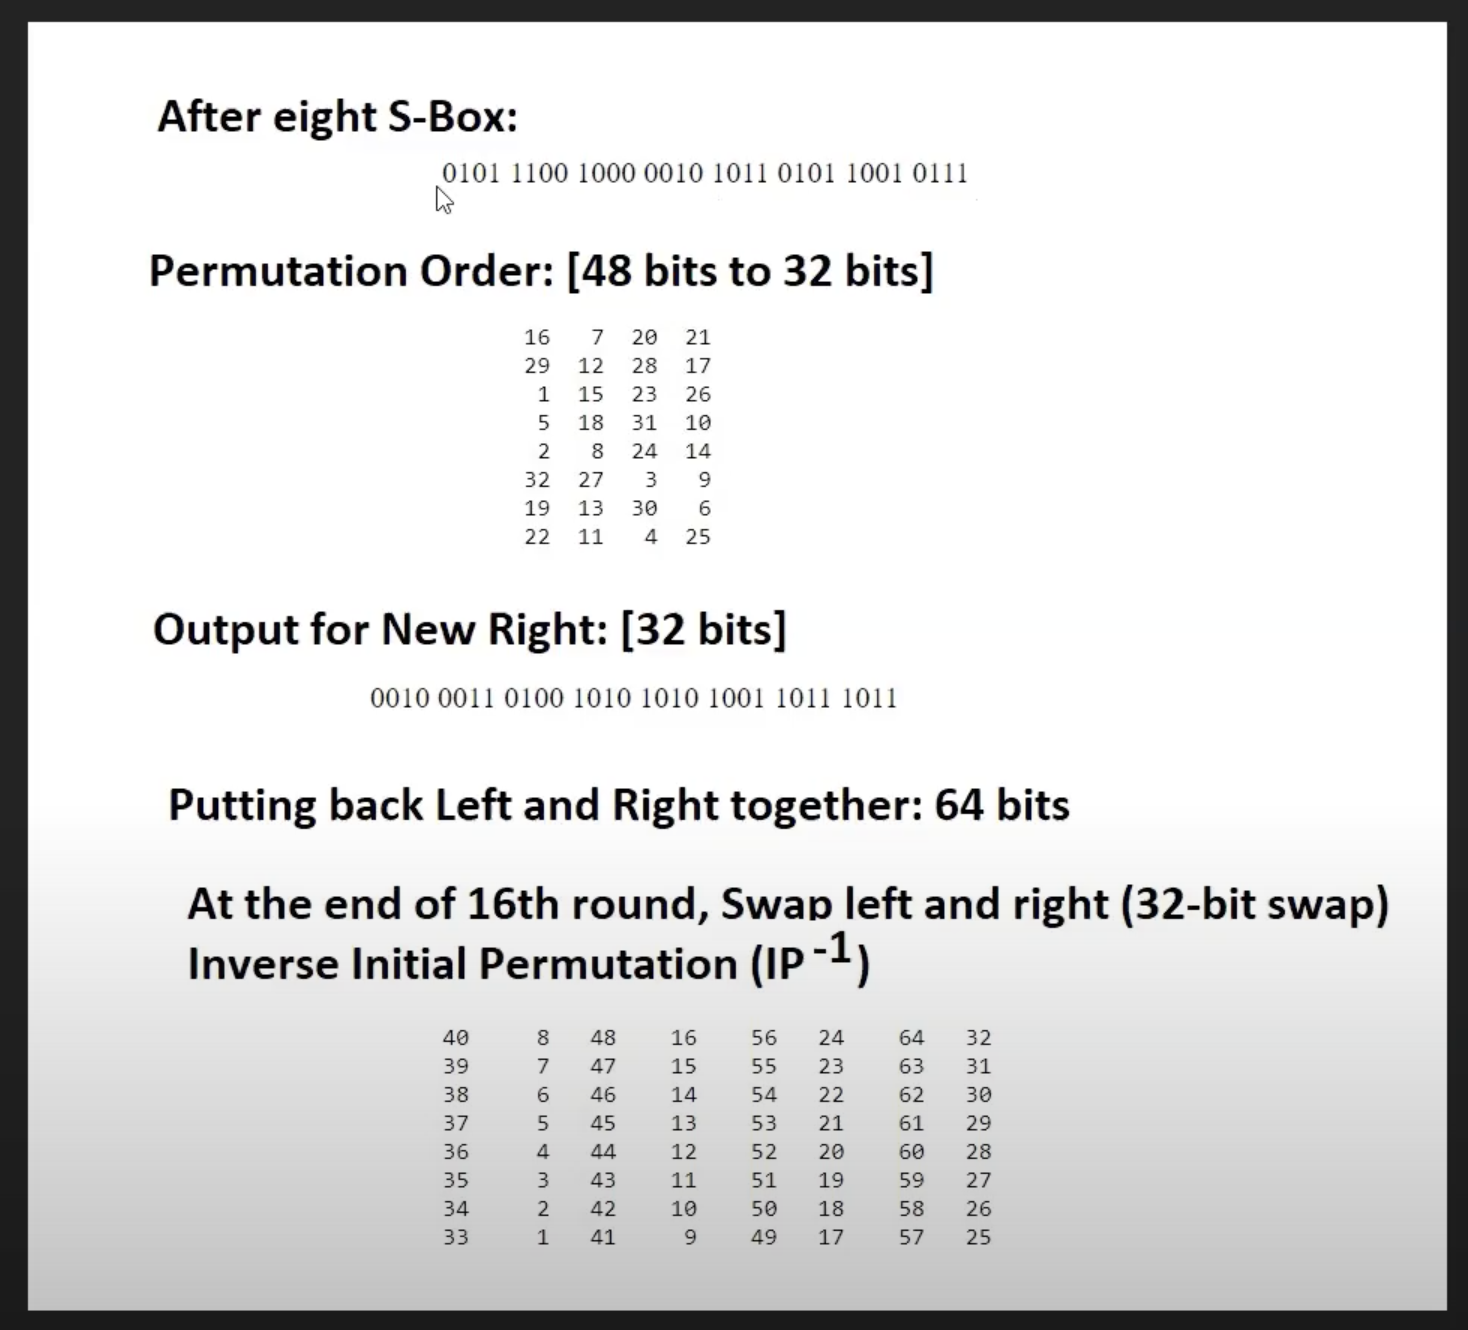 After eight S-Box:
0101 1100 1000 0010 1011 0101 1001 0111
Permutation Order: [48 bits to 32 bits]
16 7 20 21
29 12 28 17
1 15 23 26
5 18 31 10
2 8 24 14
32 27 3 9
19 13 30 6
22 11 4 25
Output for New Right: [32 bits]
0010 0011 0100 1010 1010 1001 1011 1011
Putting back Left and Right together: 64 bits
At the end of 16th round, Swap left and right (32-bit swap)
Inverse Initial Permutation (IP -1)
40 8 48 16 56 24 64 32
39 7 47 15 55 23 63 31
38 6 46 14 54 22 62 30
37 5 45 13 53 21 61 29
36 4 44 12 52 20 60 28
35 3 43 11 51 19 59 27
34 2 42 10 50 18 58 26
33 1 41 9 49 17 57 25